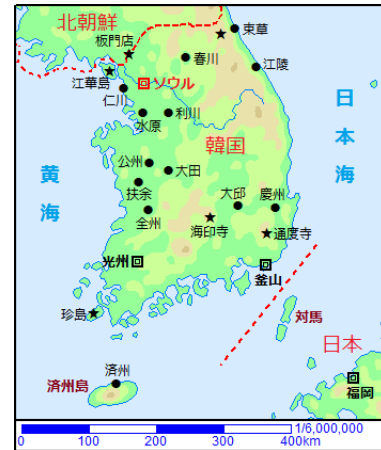 北朝鮮
板門店
束草
春川
江陵
江華島
ソウル
仁川
水原
利川
日本海
韓国
黄海
公州
大田
扶余
全州
大邱
慶州
海印寺
通度寺
光州
釜山
珍島
対馬
日本
済州
済州島
福岡
1/6,000,000
0 100 200 300 400km